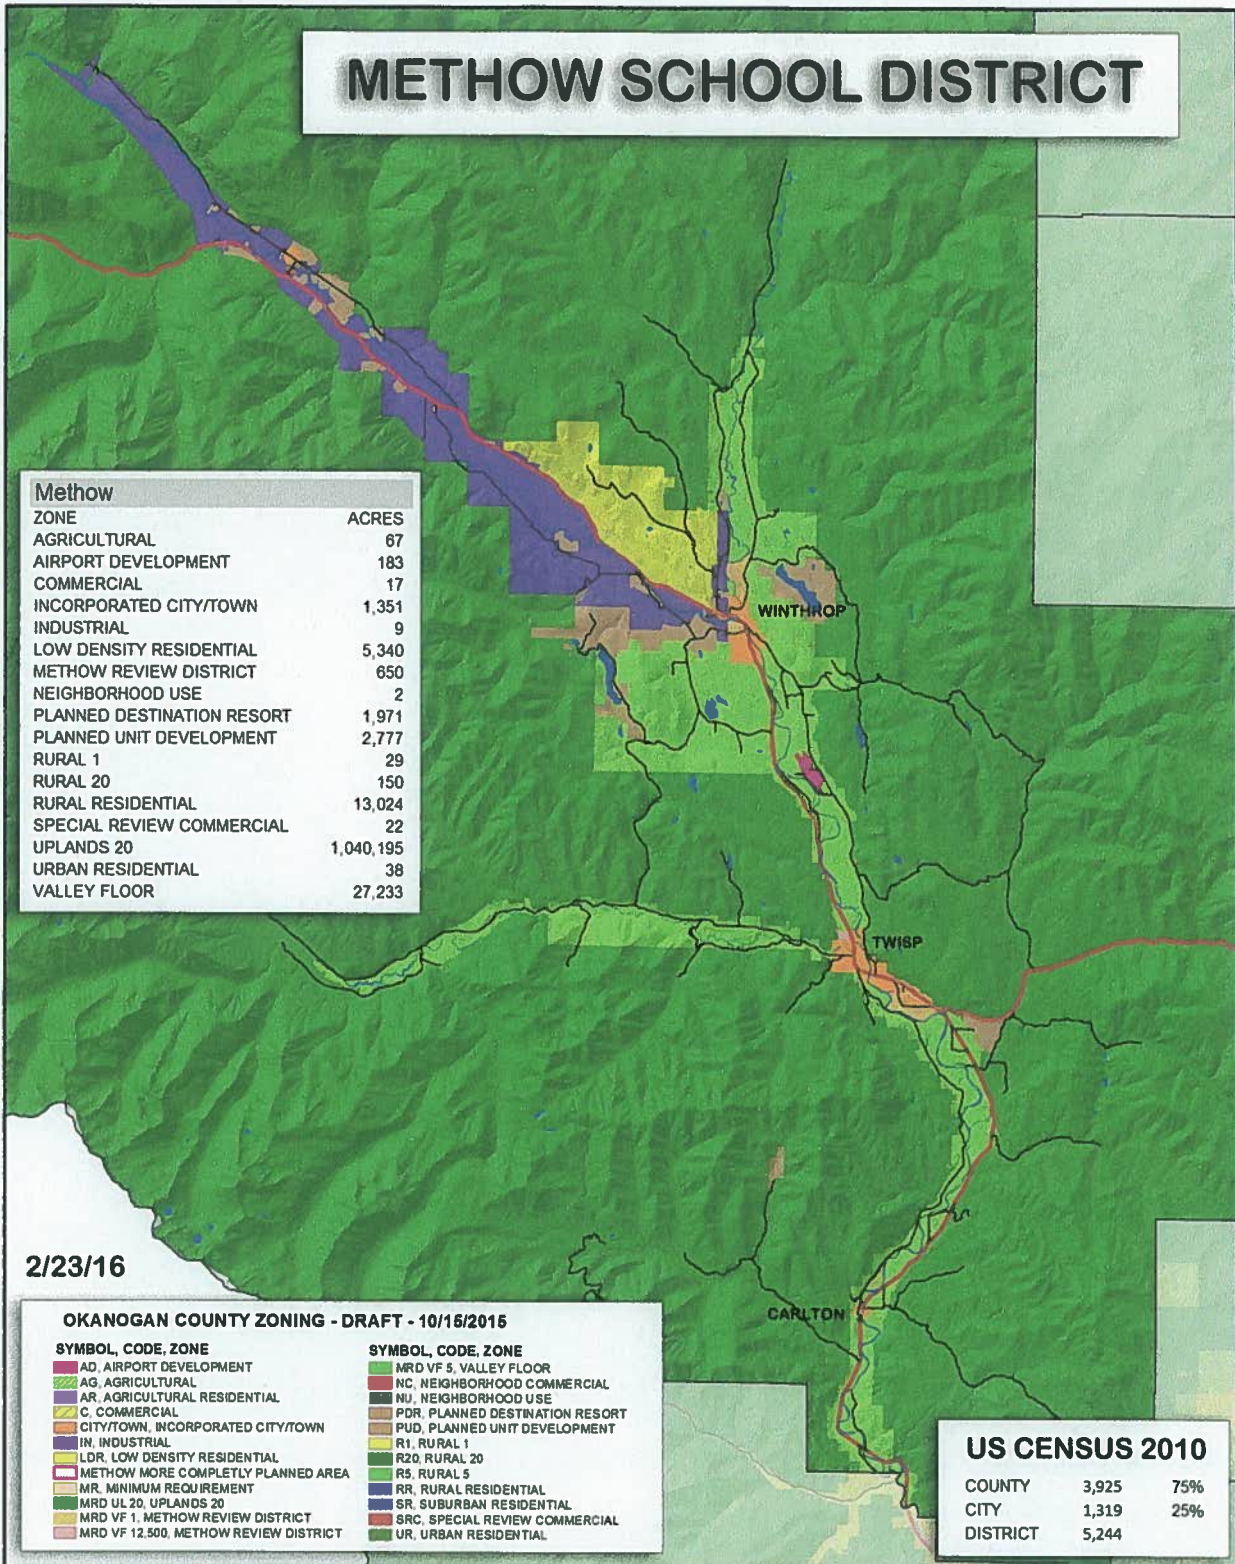 METHOW SCHOOL DISTRICT
Methow
ZONE ACRES
AGRICULTURAL 67
AIRPORT DEVELOPMENT 183
COMMERCIAL 17
INCORPORATED CITY/TOWN 1,351
INDUSTRIAL 9
LOW DENSITY RESIDENTIAL 5,340
METHOW REVIEW DISTRICT 650
NEIGHBORHOOD USE 2
PLANNED DESTINATION RESORT 1,971
PLANNED UNIT DEVELOPMENT 2,777
RURAL 1 29
RURAL 20 150
RURAL RESIDENTIAL 13,024
SPECIAL REVIEW COMMERCIAL 22
UPLANDS 20 1,040,195
URBAN RESIDENTIAL 38
VALLEY FLOOR 27,233
WINTHROP
TWISP
CARLTON
2/23/16
OKANOGAN COUNTY ZONING - DRAFT - 10/15/2015
SYMBOL, CODE, ZONE
AD, AIRPORT DEVELOPMENT
AG, AGRICULTURAL
AR, AGRICULTURAL RESIDENTIAL
C, COMMERCIAL
CITY/TOWN, INCORPORATED CITY/TOWN
IN, INDUSTRIAL
LDR, LOW DENSITY RESIDENTIAL
METHOW MORE COMPLETLY PLANNED AREA
MR, MINIMUM REQUIREMENT
MRD UL 20, UPLANDS 20
MRD VF 1, METHOW REVIEW DISTRICT
MRD VF 12,500, METHOW REVIEW DISTRICT
SYMBOL, CODE, ZONE
MRD VF 5, VALLEY FLOOR
NC, NEIGHBORHOOD COMMERCIAL
NU, NEIGHBORHOOD USE
PDR, PLANNED DESTINATION RESORT
PUD, PLANNED UNIT DEVELOPMENT
R1, RURAL 1
R20, RURAL 20
R5, RURAL 5
RR, RURAL RESIDENTIAL
SR, SUBURBAN RESIDENTIAL
SRC, SPECIAL REVIEW COMMERCIAL
UR, URBAN RESIDENTIAL
US CENSUS 2010
COUNTY 3,925 75%
CITY 1,319 25%
DISTRICT 5,244